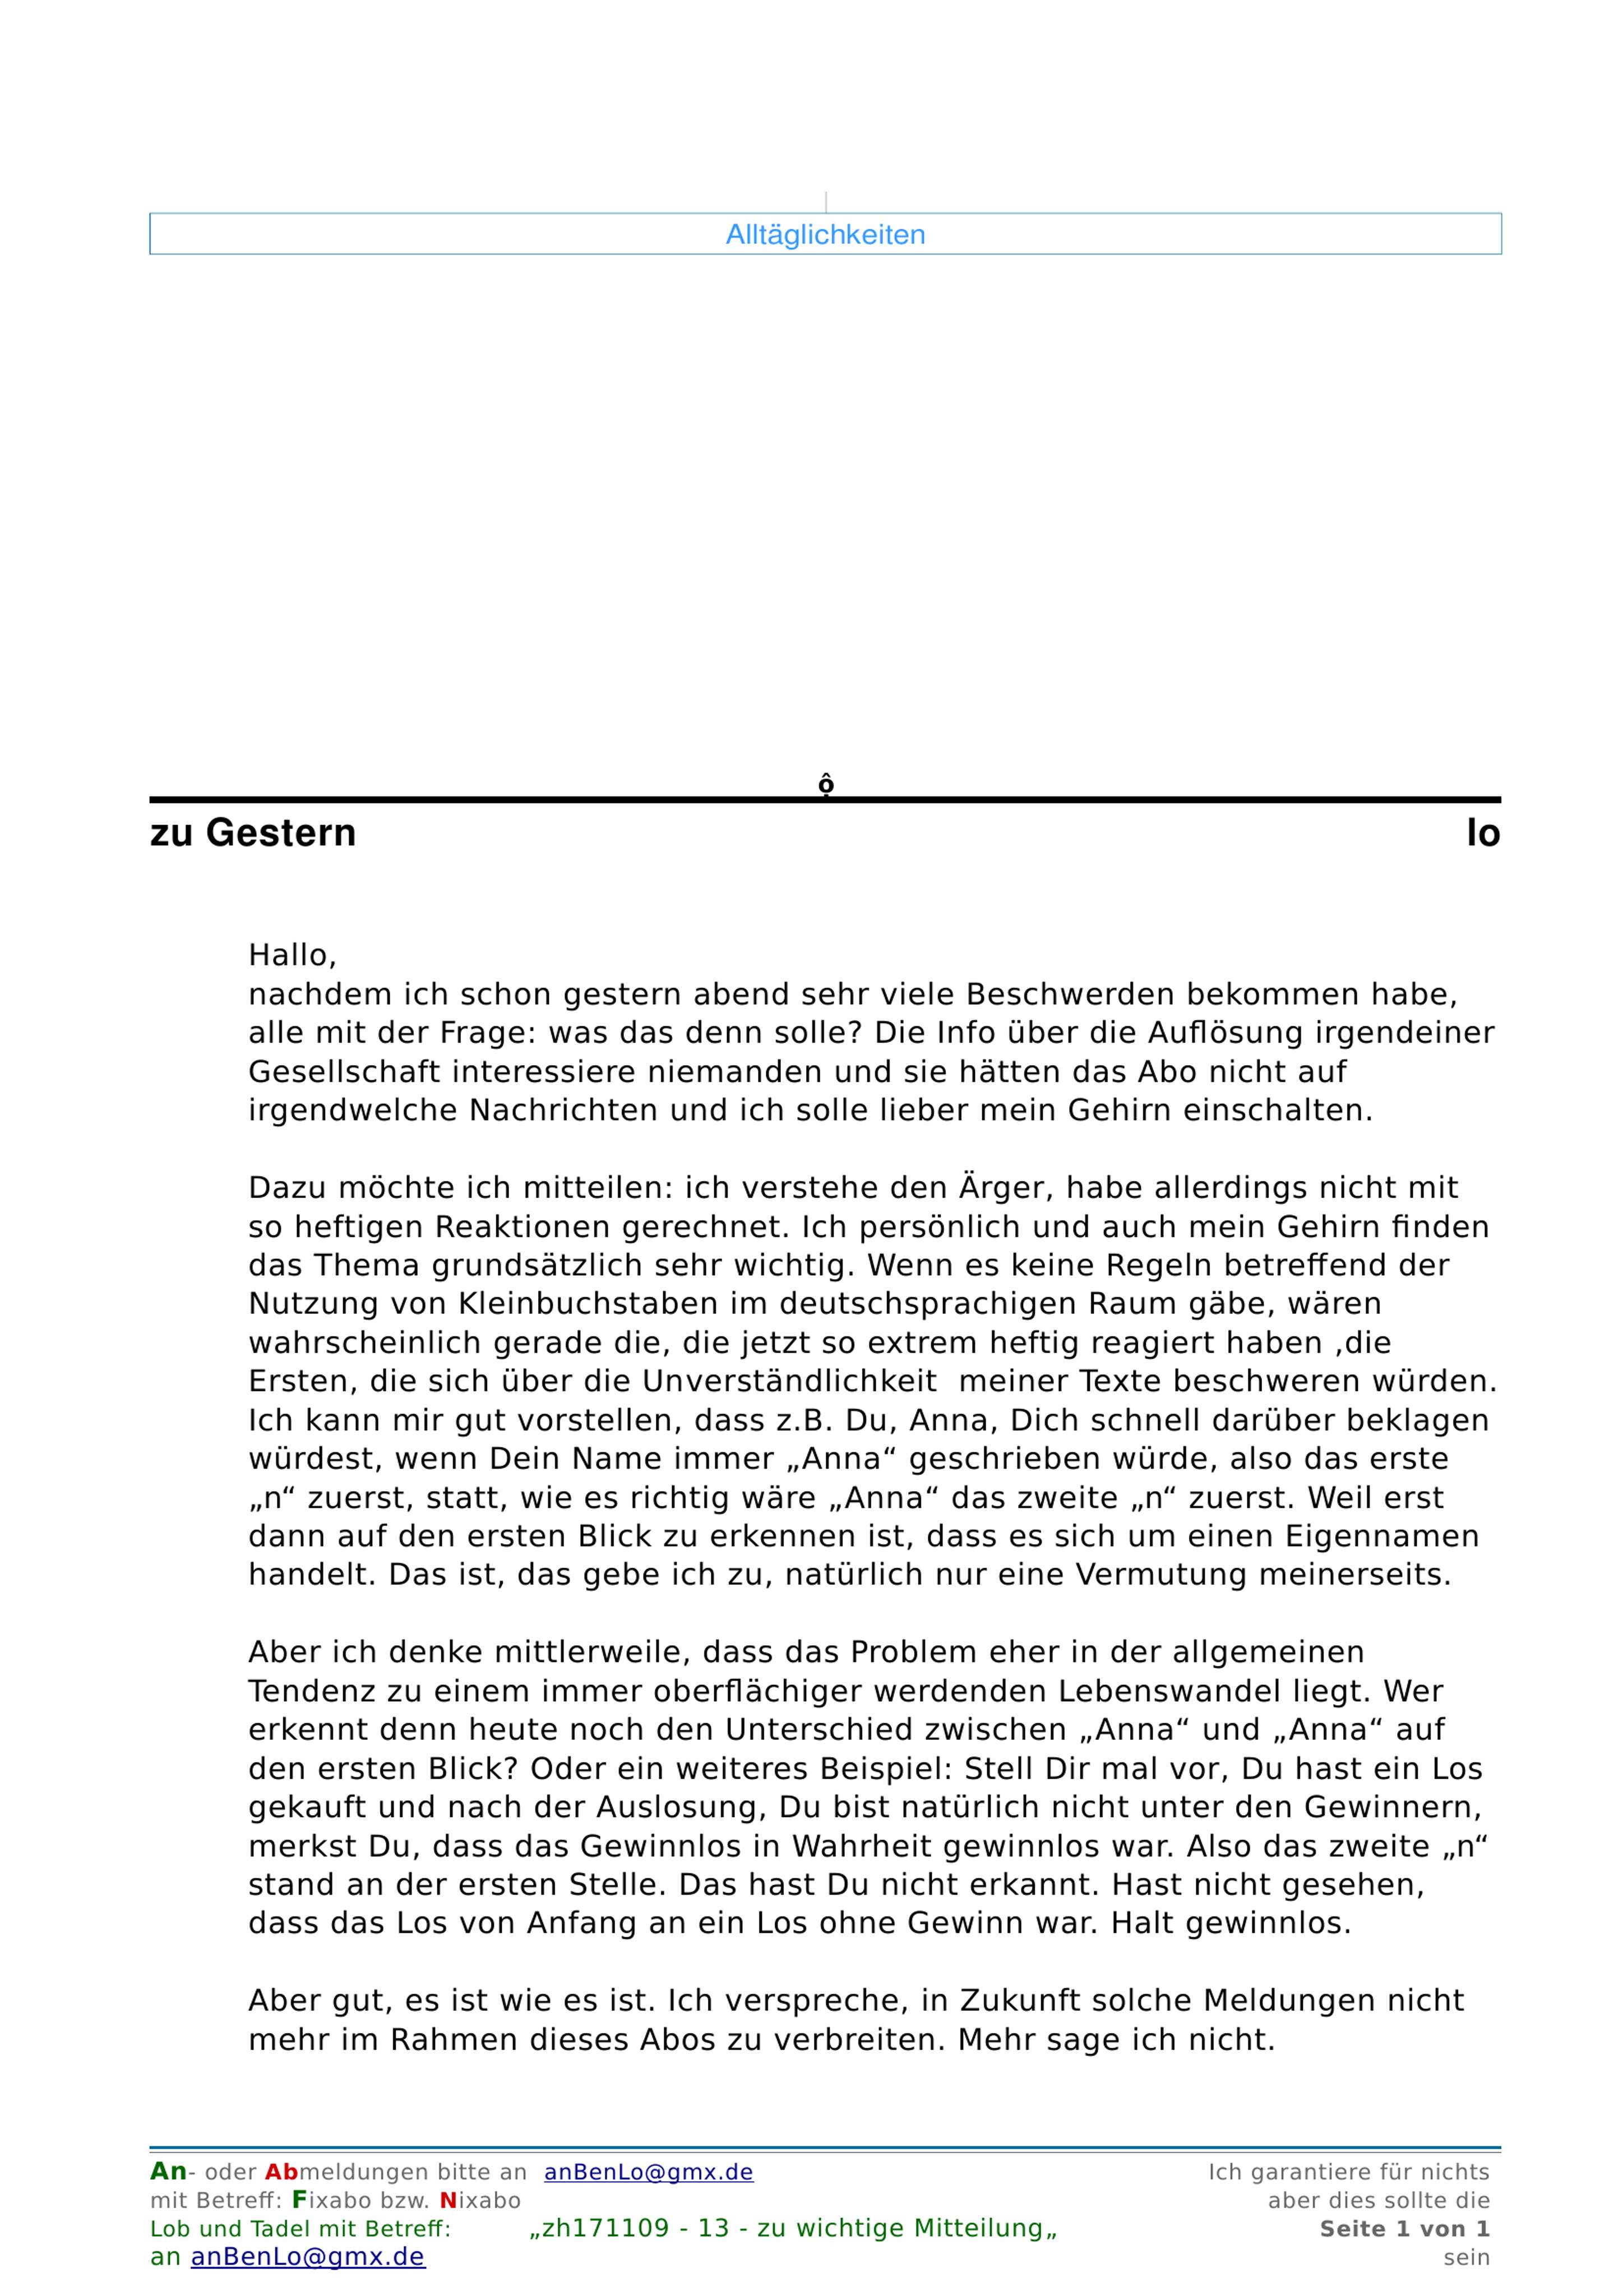 Alltäglichkeiten
ộ
zu Gestern lo
Hallo,
nachdem ich schon gestern abend sehr viele Beschwerden bekommen habe,
alle mit der Frage: was das denn solle? Die Info über die Auflösung irgendeiner
Gesellschaft interessiere niemanden und sie hätten das Abo nicht auf
irgendwelche Nachrichten und ich solle lieber mein Gehirn einschalten.
Dazu möchte ich mitteilen: ich verstehe den Ärger, habe allerdings nicht mit
so heftigen Reaktionen gerechnet. Ich persönlich und auch mein Gehirn finden
das Thema grundsätzlich sehr wichtig. Wenn es keine Regeln betreffend der
Nutzung von Kleinbuchstaben im deutschsprachigen Raum gäbe, wären
wahrscheinlich gerade die, die jetzt so extrem heftig reagiert haben ,die
Ersten, die sich über die Unverständlichkeit  meiner Texte beschweren würden.
Ich kann mir gut vorstellen, dass z.B. Du, Anna, Dich schnell darüber beklagen
würdest, wenn Dein Name immer „Anna“ geschrieben würde, also das erste
„n“ zuerst, statt, wie es richtig wäre „Anna“ das zweite „n“ zuerst. Weil erst
dann auf den ersten Blick zu erkennen ist, dass es sich um einen Eigennamen
handelt. Das ist, das gebe ich zu, natürlich nur eine Vermutung meinerseits.
Aber ich denke mittlerweile, dass das Problem eher in der allgemeinen
Tendenz zu einem immer oberflächiger werdenden Lebenswandel liegt. Wer
erkennt denn heute noch den Unterschied zwischen „Anna“ und „Anna“ auf
den ersten Blick? Oder ein weiteres Beispiel: Stell Dir mal vor, Du hast ein Los
gekauft und nach der Auslosung, Du bist natürlich nicht unter den Gewinnern,
merkst Du, dass das Gewinnlos in Wahrheit gewinnlos war. Also das zweite „n“
stand an der ersten Stelle. Das hast Du nicht erkannt. Hast nicht gesehen,
dass das Los von Anfang an ein Los ohne Gewinn war. Halt gewinnlos.
Aber gut, es ist wie es ist. Ich verspreche, in Zukunft solche Meldungen nicht
mehr im Rahmen dieses Abos zu verbreiten. Mehr sage ich nicht.
An- oder Abmeldungen bitte an anBenLo@gmx.de Ich garantiere für nichts
mit Betreff: Fixabo bzw. Nixabo aber dies sollte die
Lob und Tadel mit Betreff: „zh171109 - 13 - zu wichtige Mitteilung„ Seite 1 von 1
an anBenLo@gmx.de sein